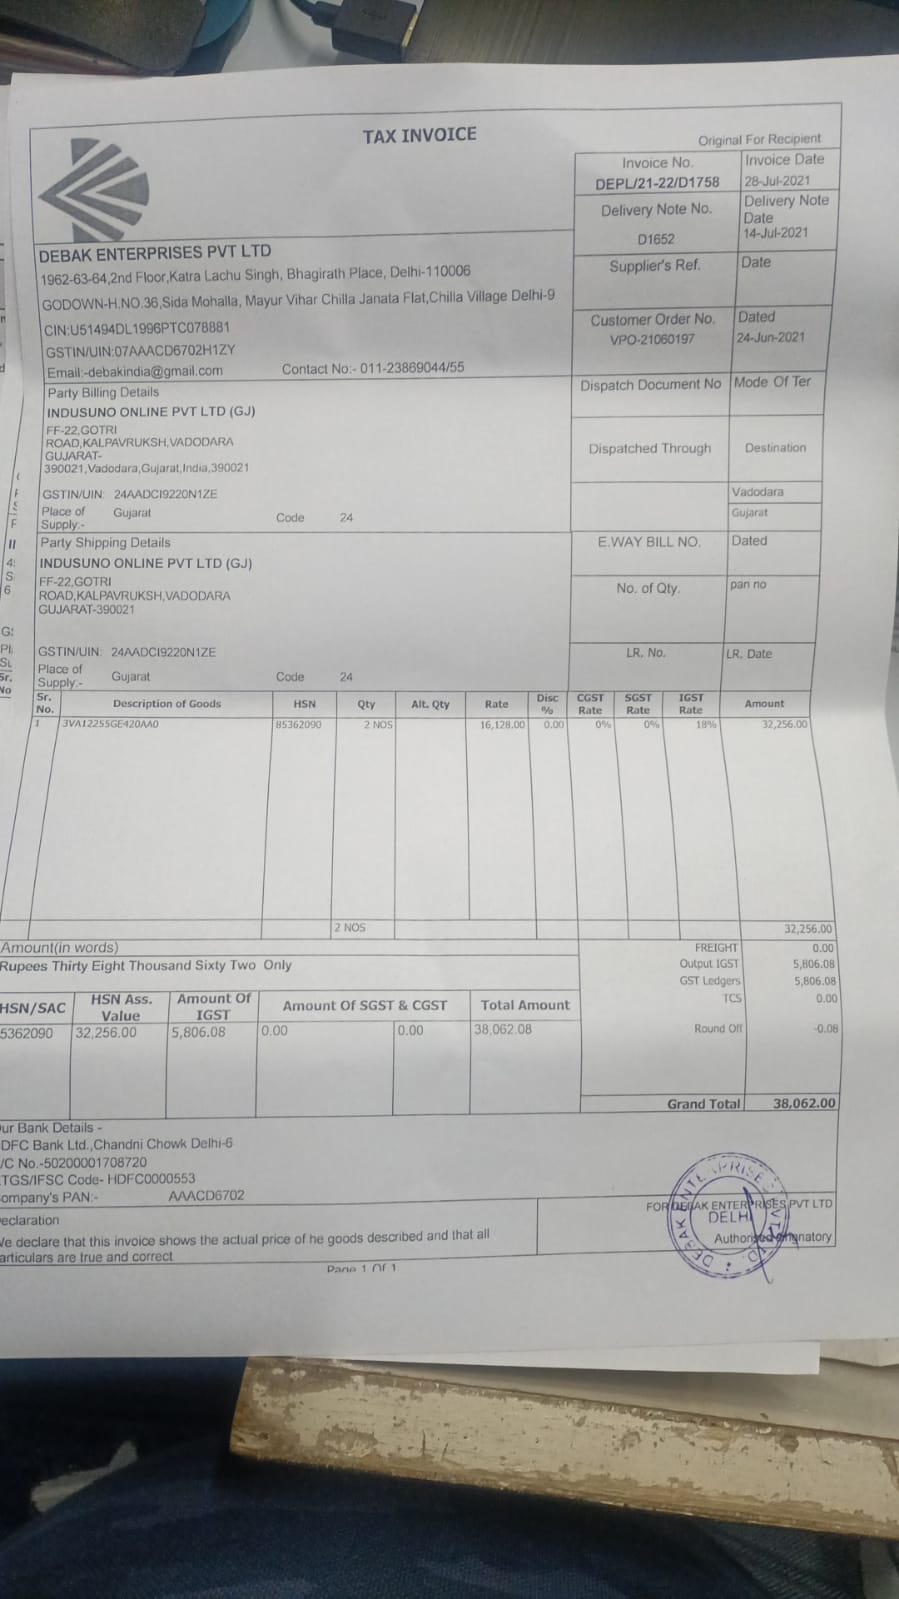 TAX INVOICE
Original For Recipient
Invoice No.
Invoice Date
DEPL/21-22/D1758
28-Jul-2021
Delivery Note No.
Delivery Note Date
D1652
14-Jul-2021
DEBAK ENTERPRISES PVT LTD
1962-63-64,2nd Floor,Katra Lachu Singh, Bhagirath Place, Delhi-110006
GODOWN-H.NO.36,Sida Mohalla, Mayur Vihar Chilla Janata Flat,Chilla Village Delhi-9
CIN:U51494DL1996PTC078881
GSTIN/UIN:07AAACD6702H1ZY
Email:-debakindia@gmail.com Contact No:- 011-23869044/55
Supplier's Ref.
Date
Customer Order No.
Dated
VPO-21060197
24-Jun-2021
Dispatch Document No
Mode Of Ter
Dispatched Through
Destination
Vadodara
Gujarat
Party Billing Details
INDUSUNO ONLINE PVT LTD (GJ)
FF-22,GOTRI
ROAD,KALPAVRUKSH,VADODARA
GUJARAT-
390021,Vadodara,Gujarat,India,390021
GSTIN/UIN: 24AADCI9220N1ZE
Place of Supply:- Gujarat Code 24
Party Shipping Details
INDUSUNO ONLINE PVT LTD (GJ)
FF-22,GOTRI
ROAD,KALPAVRUKSH,VADODARA
GUJARAT-390021
GSTIN/UIN: 24AADCI9220N1ZE
Place of Supply:- Gujarat Code 24
E.WAY BILL NO.
Dated
No. of Qty.
pan no
LR. No.
LR. Date
Sr. No. Description of Goods HSN Qty Alt. Qty Rate Disc % CGST Rate SGST Rate IGST Rate Amount
1 3VA12255GE420AA0 85362090 2 NOS 16,128.00 0.00 0% 0% 18% 32,256.00
2 NOS 32,256.00
Amount(in words)
Rupees Thirty Eight Thousand Sixty Two Only
FREIGHT 0.00
Output IGST 5,806.08
GST Ledgers 5,806.08
TCS 0.00
Round Off -0.08
Grand Total 38,062.00
HSN/SAC HSN Ass. Value Amount Of IGST Amount Of SGST & CGST Total Amount
5362090 32,256.00 5,806.08 0.00 0.00 38,062.08
ur Bank Details -
DFC Bank Ltd.,Chandni Chowk Delhi-6
/C No.-50200001708720
TGS/IFSC Code- HDFC0000553
ompany's PAN:- AAACD6702
eclaration
We declare that this invoice shows the actual price of he goods described and that all
articulars are true and correct
FOR DEBAK ENTERPRISES PVT LTD
DEBAK ENTERPRISES PVT. LTD.
DELHI
Authorised Signatory
Page 1 Of 1